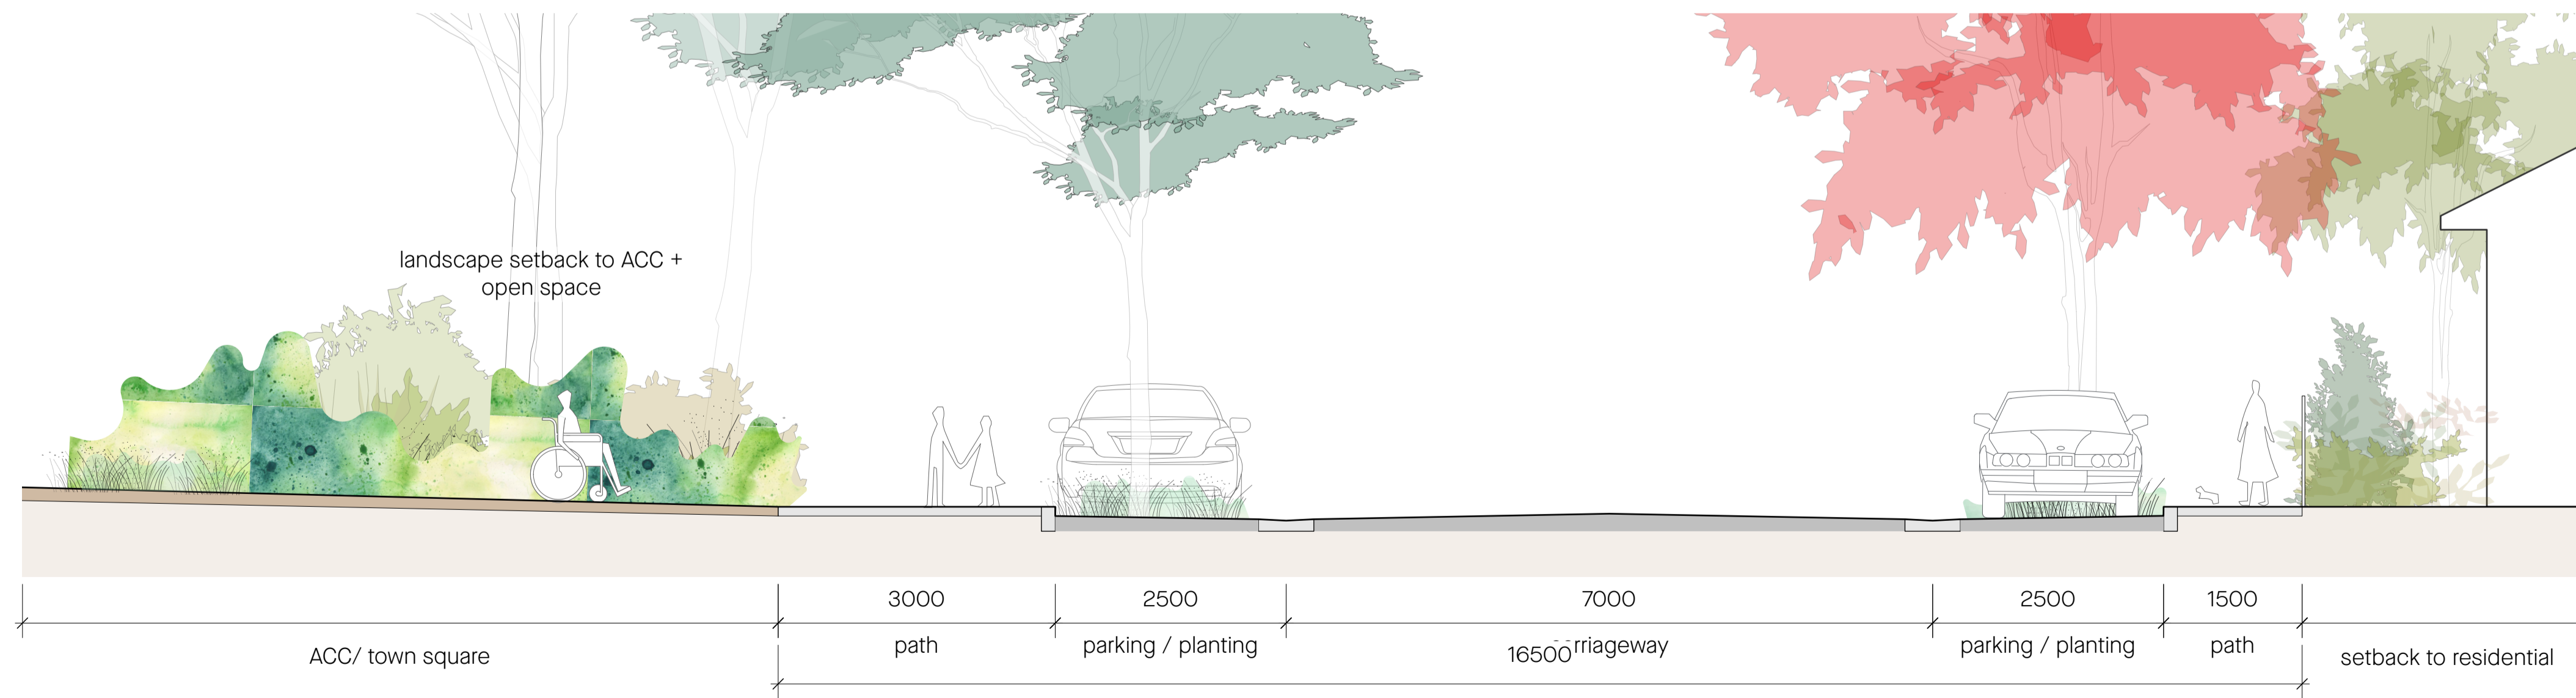 landscape setback to ACC +
open space
3000
2500
7000
2500
1500
path
parking / planting
rriageway
parking / planting
path
16500
ACC/ town square
setback to residential